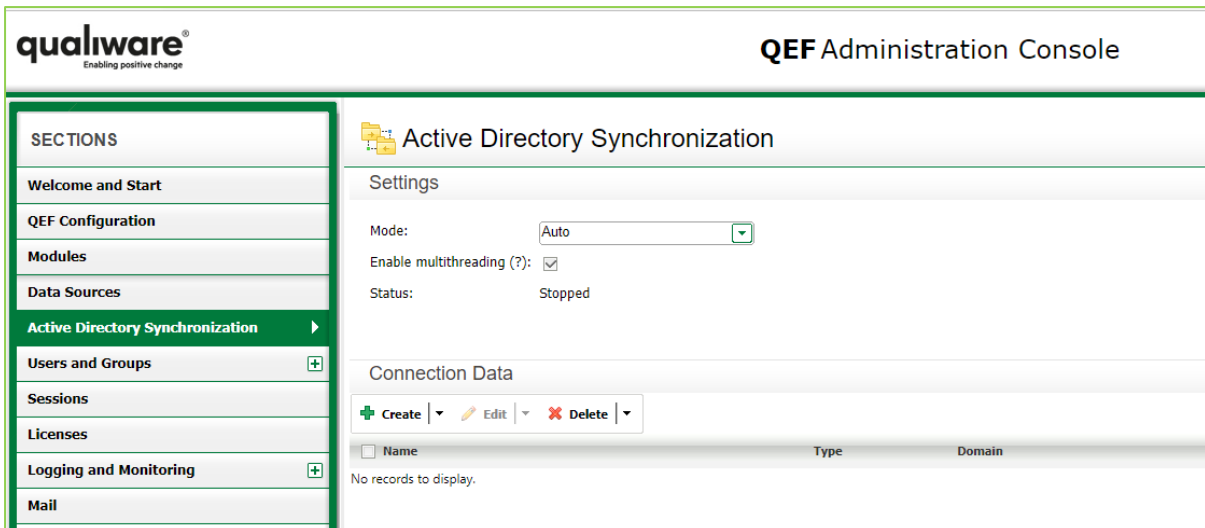 qualiware®
Enabling positive change
QEF Administration Console
SECTIONS
Welcome and Start
QEF Configuration
Modules
Data Sources
Active Directory Synchronization
Users and Groups
Sessions
Licenses
Logging and Monitoring
Mail
Active Directory Synchronization
Settings
Mode: Auto
Enable multithreading (?):
Status: Stopped
Connection Data
Create Edit Delete
Name Type Domain
No records to display.